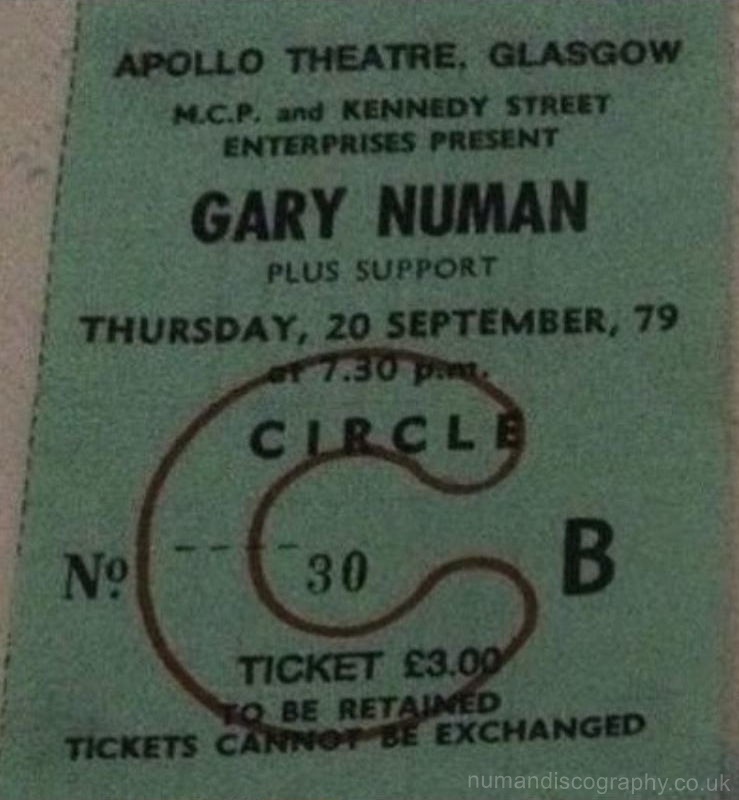 APOLLO THEATRE, GLASGOW
M.C.P. and KENNEDY STREET
ENTERPRISES PRESENT
GARY NUMAN
PLUS SUPPORT
THURSDAY, 20 SEPTEMBER, 79
at 7.30 p.m.
CIRCLE
Nº 30 B
TICKET £3.00
TO BE RETAINED
TICKETS CANNOT BE EXCHANGED
numandiscography.co.uk